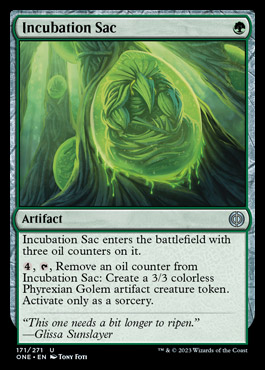 Incubation Sac
Artifact
Incubation Sac enters the battlefield with
three oil counters on it.
4, T, Remove an oil counter from
Incubation Sac: Create a 3/3 colorless
Phyrexian Golem artifact creature token.
Activate only as a sorcery.
"This one needs a bit longer to ripen."
—Glissa Sunslayer
171/271 U
ONE • EN Tony Foti
™ & © 2023 Wizards of the Coast